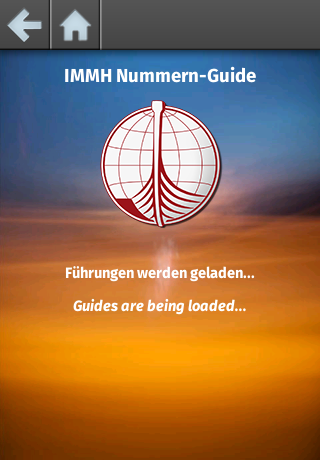 IMMH Nummern-Guide
Führungen werden geladen...
Guides are being loaded...